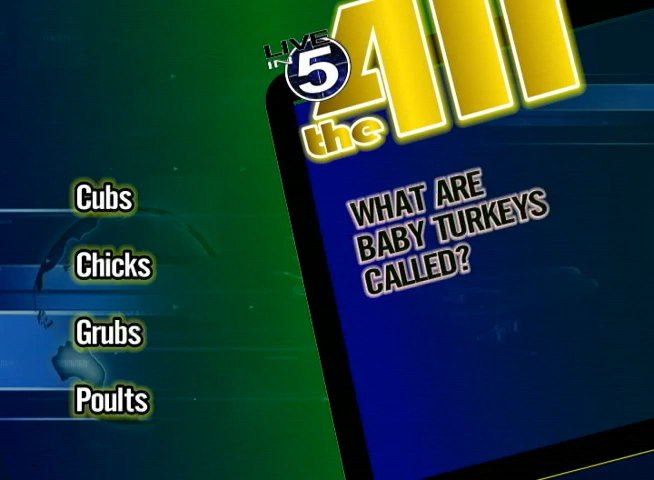 LIVE
IN 5
the 411
WHAT ARE
BABY TURKEYS
CALLED?
Cubs
Chicks
Grubs
Poults